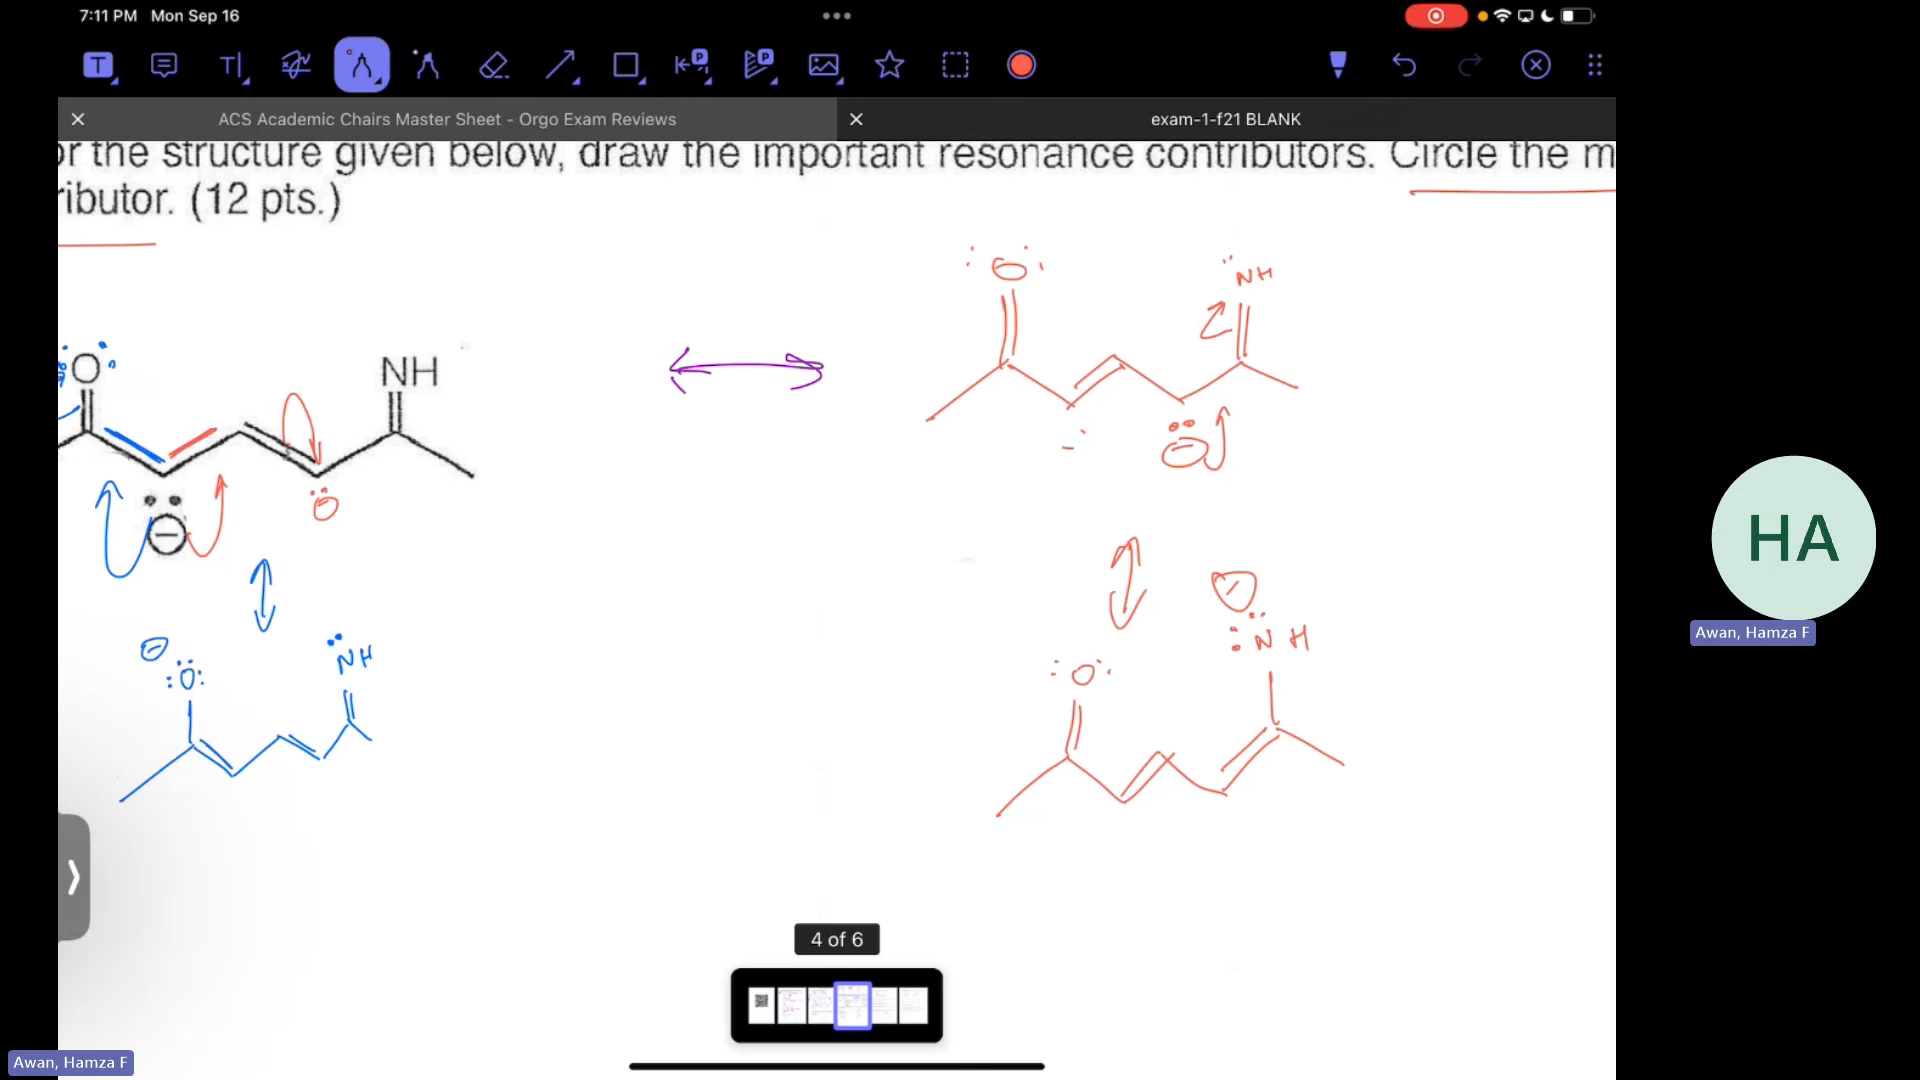 7:11 PM Mon Sep 16
T
T|
P
P
ACS Academic Chairs Master Sheet - Orgo Exam Reviews
exam-1-f21 BLANK
or the structure given below, draw the important resonance contributors. Circle the m
ributor. (12 pts.)
O
NH
O
NH
O
NH
O
NH
HA
Awan, Hamza F
4 of 6
Awan, Hamza F